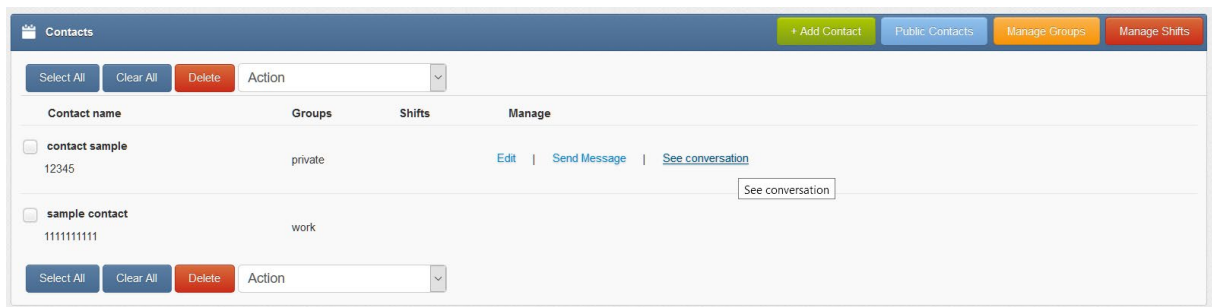 Contacts + Add Contact Public Contacts Manage Groups Manage Shifts
Select All Clear All Delete Action
Contact name Groups Shifts Manage
contact sample
12345 private Edit | Send Message | See conversation
See conversation
sample contact
1111111111 work
Select All Clear All Delete Action